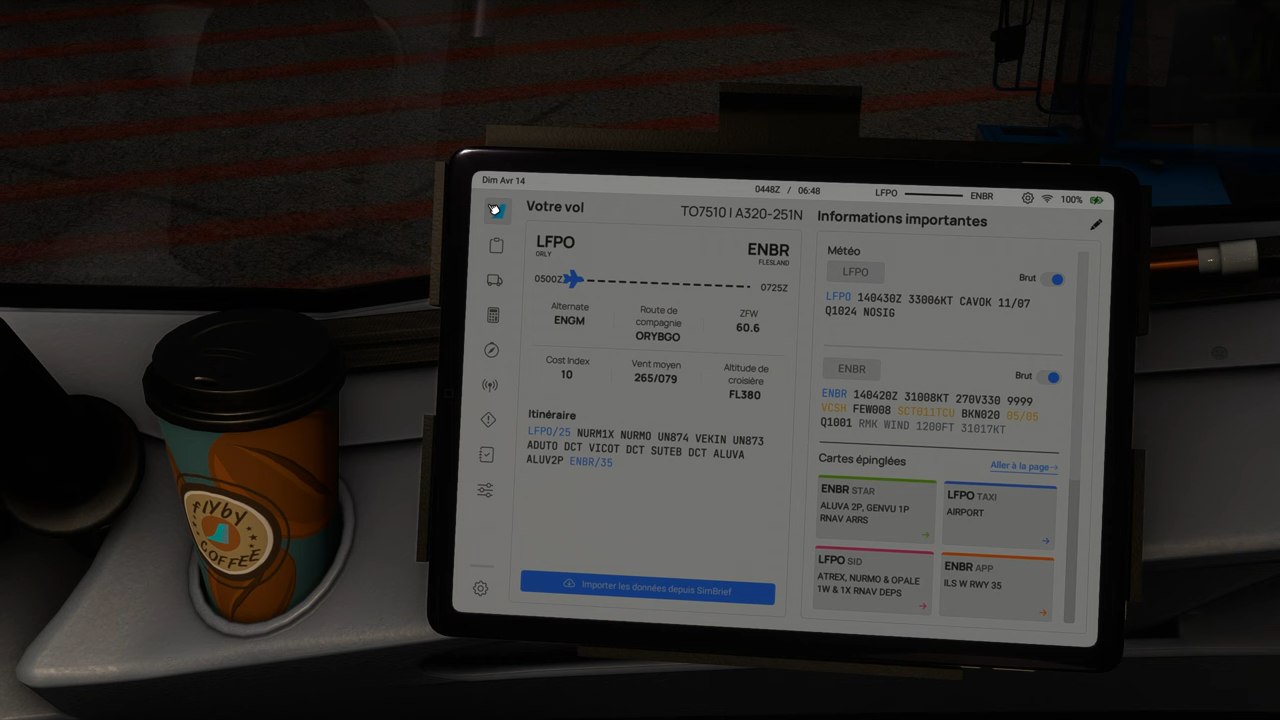 Dim Avr 14
0448Z / 06:48
LFPO ENBR
100%
Votre vol
TO7510 | A320-251N
LFPO
ORLY
ENBR
FLESLAND
0500Z
0725Z
Alternate
ENGM
Route de
compagnie
ORYBGO
ZFW
60.6
Cost Index
10
Vent moyen
265/079
Altitude de
croisière
FL380
Itinéraire
LFPO/25 NURM1X NURMO UN874 VEKIN UN873
ADUTO DCT VICOT DCT SUTEB DCT ALUVA
ALUV2P ENBR/35
Importer les données depuis SimBrief
Informations importantes
Météo
LFPO
Brut
LFPO 140430Z 33006KT CAVOK 11/07
Q1024 NOSIG
ENBR
Brut
ENBR 140420Z 31008KT 270V330 9999
VCSH FEW008 SCT011TCU BKN020 05/05
Q1001 RMK WIND 1200FT 31017KT
Cartes épinglées
Aller à la page
ENBR STAR
ALUVA 2P, GENVU 1P
RNAV ARRS
LFPO TAXI
AIRPORT
LFPO SID
ATREX, NURMO & OPALE
1W & 1X RNAV DEPS
ENBR APP
ILS W RWY 35
flyby
COFFEE